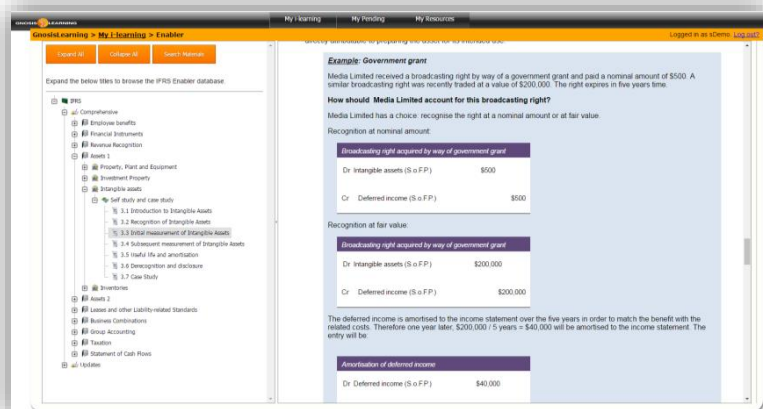 My i-learning My Pending My Resources
GNOSIS LEARNING
GnosisLearning > My i-learning > Enabler
Logged in as sDemo Log out?
Expand All Collapse All Search Materials
Expand the below titles to browse the IFRS Enabler database.
IFRS
Comprehensive
Employee benefits
Financial Instruments
Revenue Recognition
Assets 1
Property, Plant and Equipment
Investment Property
Intangible assets
Self study and case study
3.1 Introduction to Intangible Assets
3.2 Recognition of Intangible Assets
3.3 Initial measurement of Intangible Assets
3.4 Subsequent measurement of Intangible Assets
3.5 Useful life and amortisation
3.6 Derecognition and disclosure
3.7 Case Study
Inventories
Assets 2
Leases and other Liability-related Standards
Business Combinations
Group Accounting
Taxation
Statement of Cash Flows
Updates
directly attributable to preparing the asset for its intended use.
Example: Government grant
Media Limited received a broadcasting right by way of a government grant and paid a nominal amount of $500. A
similar broadcasting right was recently traded at a value of $200,000. The right expires in five years time.
How should Media Limited account for this broadcasting right?
Media Limited has a choice: recognise the right at a nominal amount or at fair value.
Recognition at nominal amount:
Broadcasting right acquired by way of government grant
Dr Intangible assets (S.o.F.P.) $500
Cr Deferred income (S.o.F.P.) $500
Recognition at fair value:
Broadcasting right acquired by way of government grant
Dr Intangible assets (S.o.F.P.) $200,000
Cr Deferred income (S.o.F.P.) $200,000
The deferred income is amortised to the income statement over the five years in order to match the benefit with the
related costs. Therefore one year later, $200,000 / 5 years = $40,000 will be amortised to the income statement. The
entry will be:
Amortisation of deferred income
Dr Deferred income (S.o.F.P.) $40,000